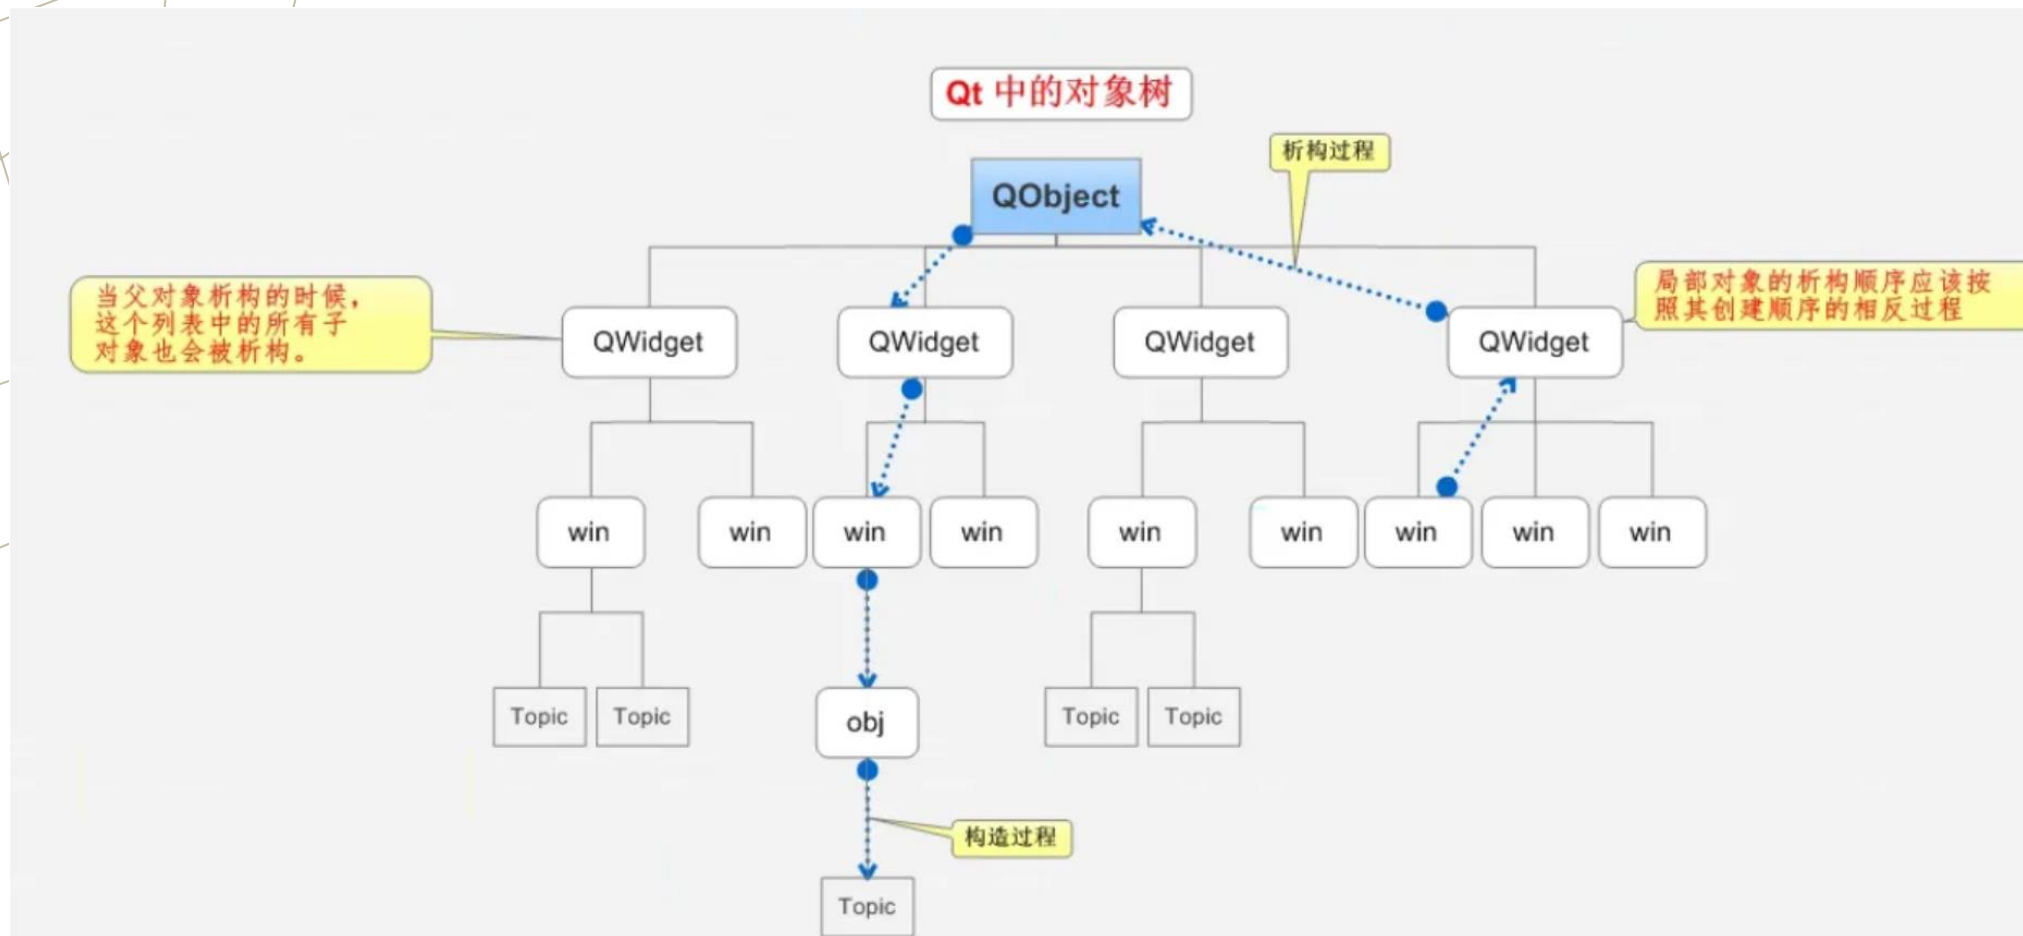 Qt 中的对象树
析构过程
QObject
当父对象析构的时候，
这个列表中的所有子
对象也会被析构。
局部对象的析构顺序应该按
照其创建顺序的相反过程
QWidget
QWidget
QWidget
QWidget
win
win
win
win
win
win
win
win
win
Topic
Topic
obj
Topic
Topic
构造过程
Topic